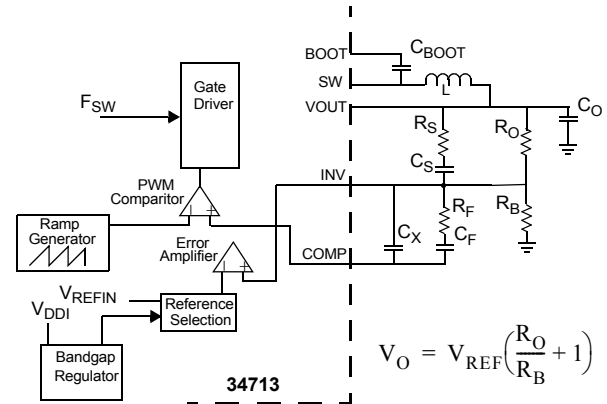 BOOT
C_BOOT
SW
L
VOUT
C_O
Gate
Driver
F_SW
R_S
R_O
C_S
PWM
Comparitor
INV
− +
R_F
R_B
Ramp
Generator
Error
Amplifier
C_X
C_F
COMP
− +
V_REFIN
Reference
Selection
V_DDI
Bandgap
Regulator
34713
V_O = V_REF(R_O/R_B + 1)